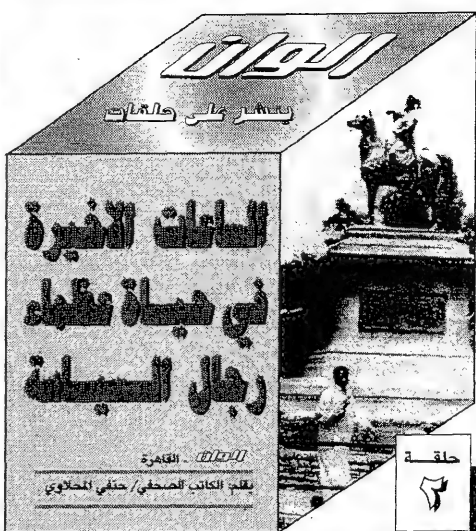 الوان
ينشر على حلقات
الساعات الاخيرة
في حياة عظماء
رجال السياسة
الوان - القاهرة
بقلم: الكاتب الصحفي/ حنفي المحلاوي
حلقة
٣